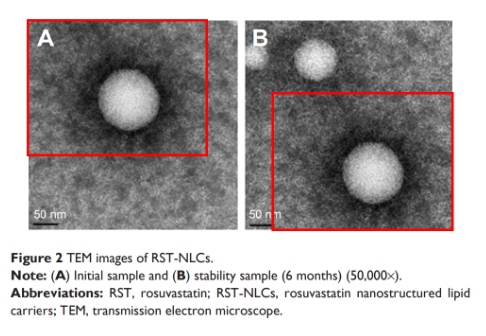 A
B
50 nm
50 nm
Figure 2 TEM images of RST-NLCs.
Note: (A) Initial sample and (B) stability sample (6 months) (50,000×).
Abbreviations: RST, rosuvastatin; RST-NLCs, rosuvastatin nanostructured lipid
carriers; TEM, transmission electron microscope.